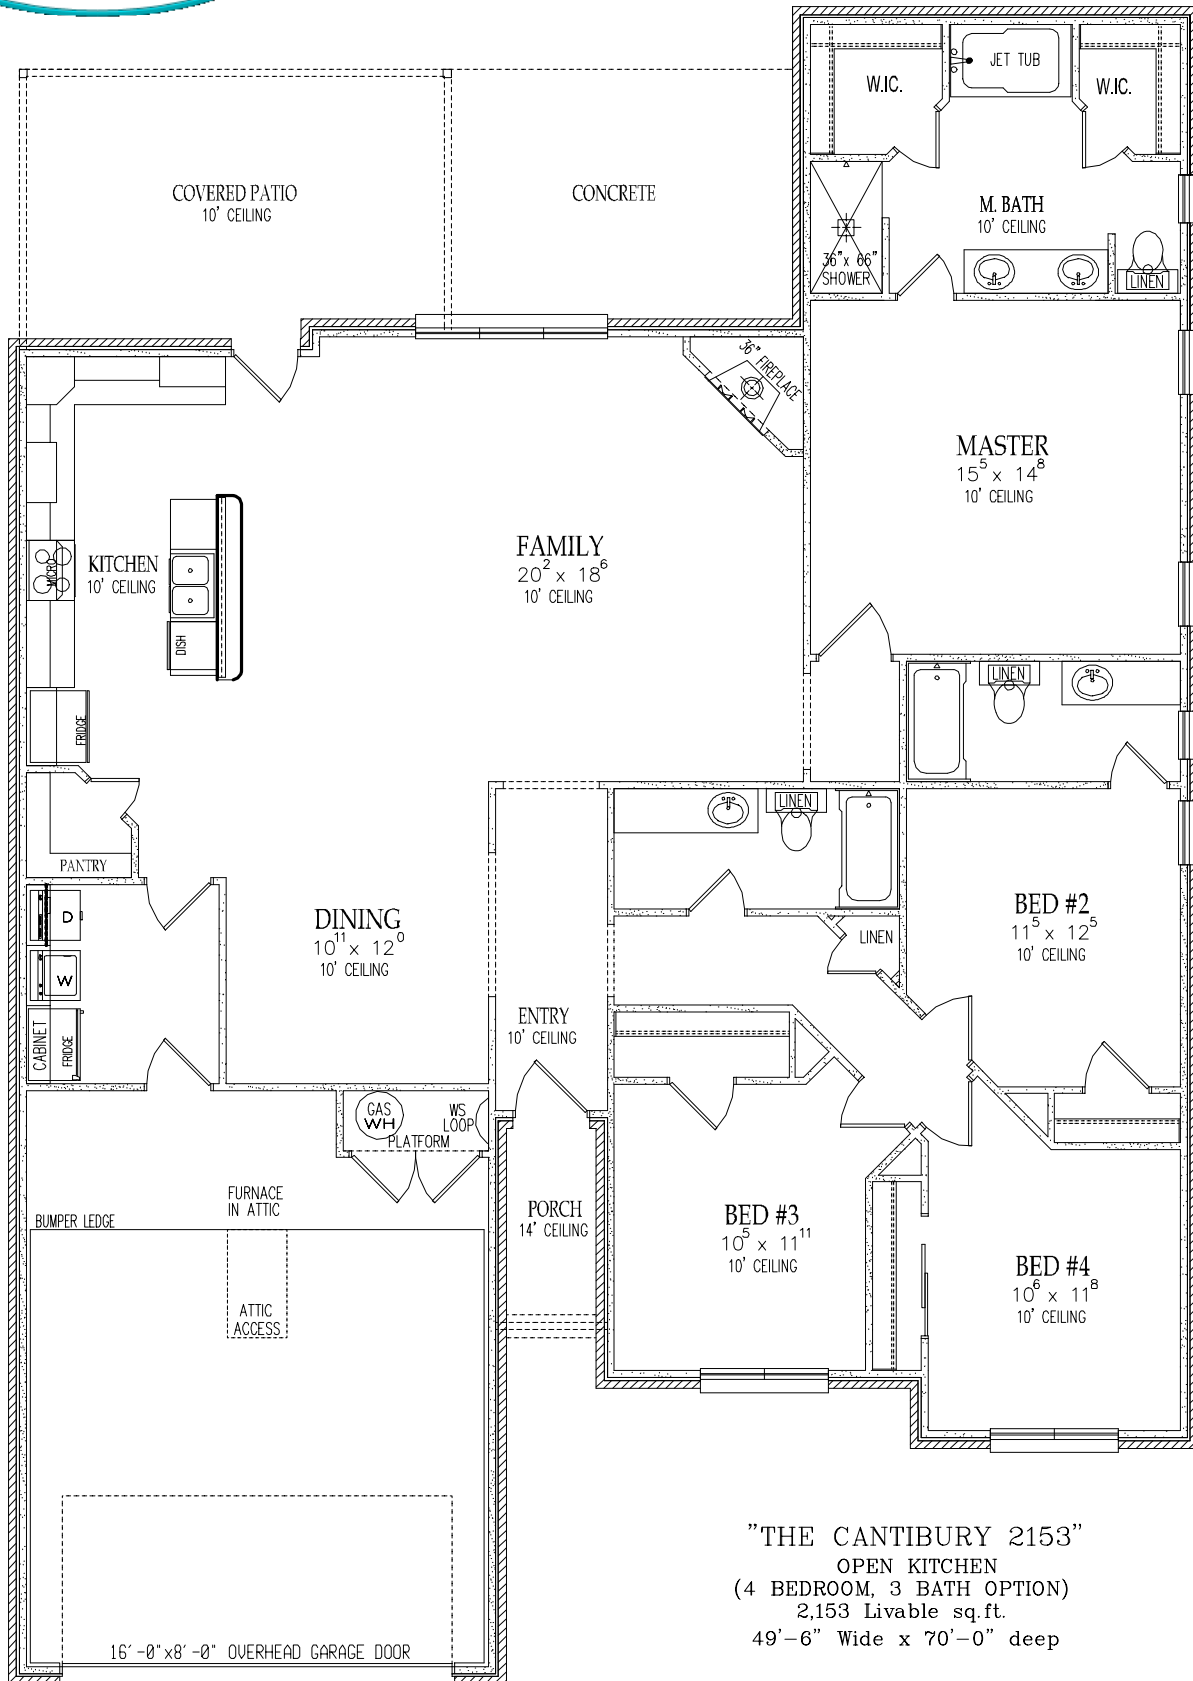 W.I.C.
JET TUB
W.I.C.
COVERED PATIO
10' CEILING
CONCRETE
M. BATH
10' CEILING
36"x 66"
SHOWER
LINEN
36" FIREPLACE
MASTER
15⁵ x 14⁸
10' CEILING
KITCHEN
10' CEILING
MICRO
FAMILY
20² x 18⁶
10' CEILING
DISH
FRIDGE
LINEN
LINEN
PANTRY
D
W
CABINET
FRIDGE
DINING
10¹¹ x 12⁰
10' CEILING
LINEN
BED #2
11⁵ x 12⁵
10' CEILING
ENTRY
10' CEILING
GAS
WH
WS
LOOP
PLATFORM
FURNACE
IN ATTIC
BUMPER LEDGE
PORCH
14' CEILING
BED #3
10⁵ x 11¹¹
10' CEILING
BED #4
10⁶ x 11⁸
10' CEILING
ATTIC
ACCESS
16'-0"x8'-0" OVERHEAD GARAGE DOOR
"THE CANTIBURY 2153"
OPEN KITCHEN
(4 BEDROOM, 3 BATH OPTION)
2,153 Livable sq.ft.
49'-6" Wide x 70'-0" deep